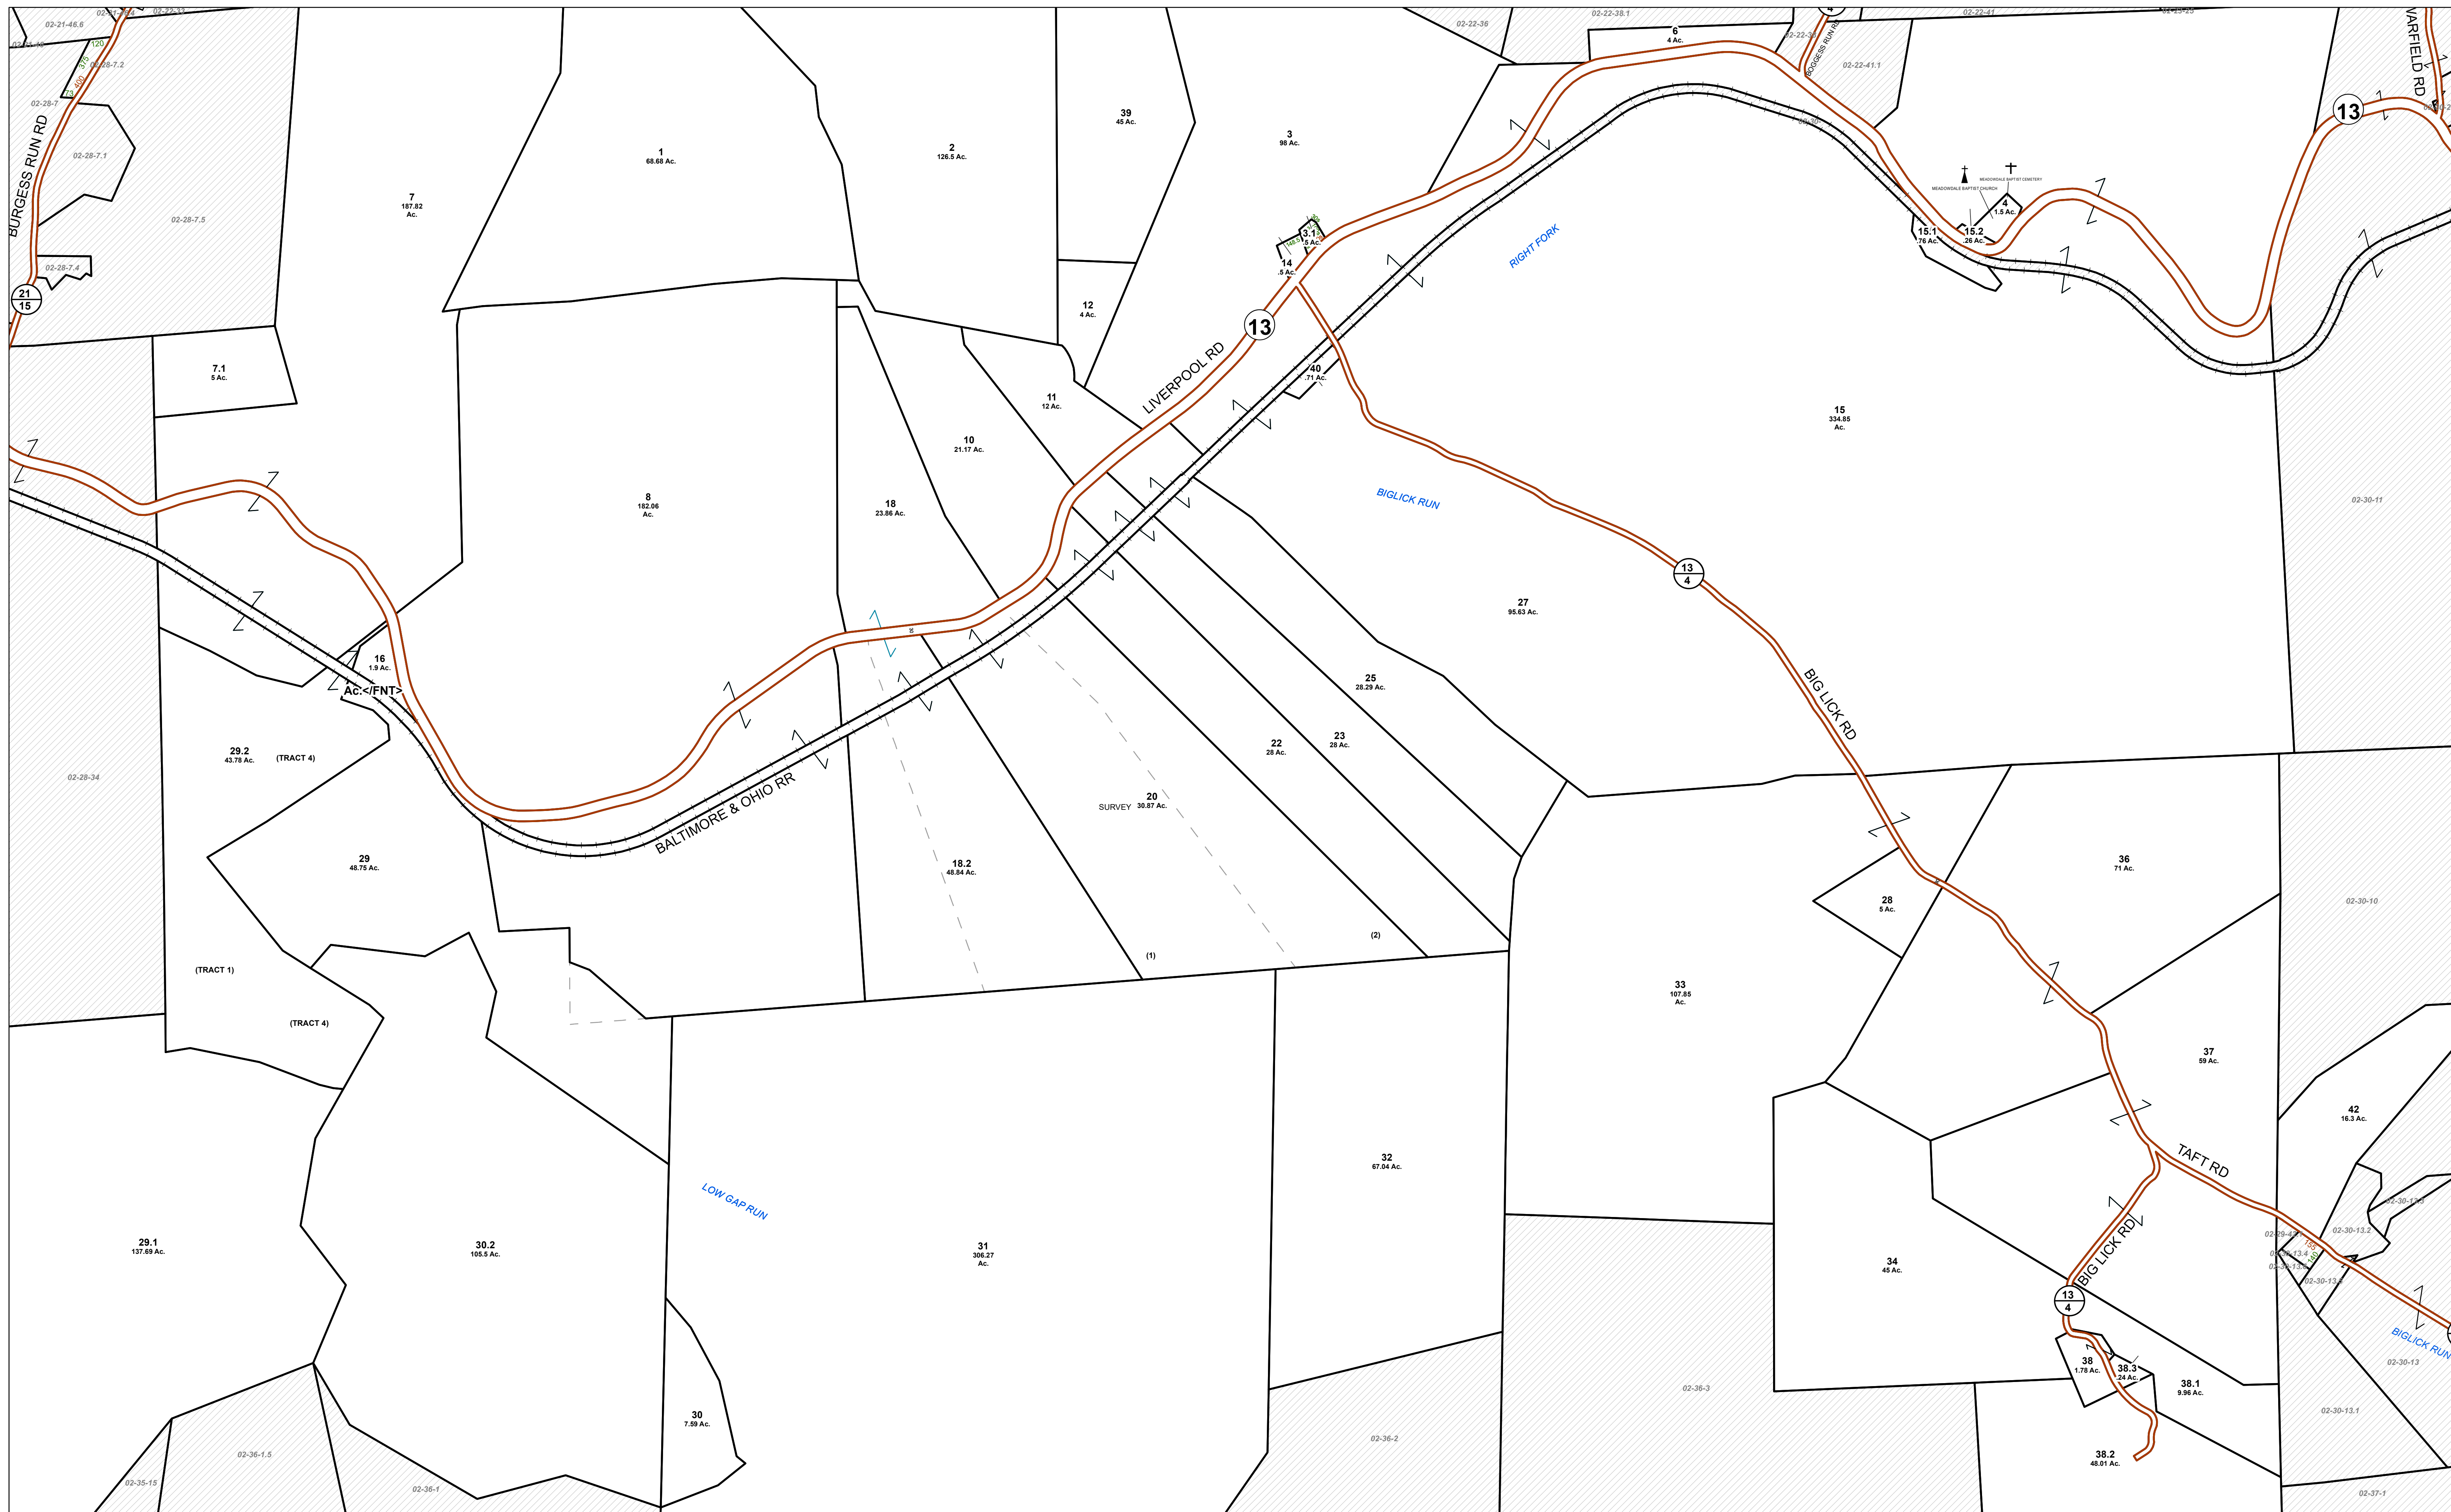 02-21-46.6
02-22-33
02-22-36
02-22-38.1
02-22-41
02-23-25
120
375
02-28-7.2
400
73
02-28-7
BURGESS RUN RD
02-28-7.1
02-28-7.5
02-28-7.4
21
15
6
4 Ac.
BOGGESS RUN RD
02-22-41.1
WARFIELD RD
13
39
45 Ac.
3
98 Ac.
1
68.68 Ac.
2
126.5 Ac.
7
187.82
Ac.
MEADOWDALE BAPTIST CHURCH
MEADOWDALE BAPTIST CEMETERY
4
1.5 Ac.
15.1
.76 Ac.
15.2
.26 Ac.
3.1
.5 Ac.
14
.5 Ac.
RIGHT FORK
12
4 Ac.
13
LIVERPOOL RD
40
.71 Ac.
7.1
5 Ac.
11
12 Ac.
10
21.17 Ac.
15
334.85
Ac.
8
182.06
Ac.
18
23.86 Ac.
BIGLICK RUN
02-30-11
13
4
27
95.63 Ac.
16
1.9 Ac.
Ac.</FNT>
25
28.29 Ac.
BIG LICK RD
22
28 Ac.
23
28 Ac.
29.2
43.78 Ac.
(TRACT 4)
02-28-34
20
SURVEY 30.87 Ac.
BALTIMORE & OHIO RR
29
48.75 Ac.
18.2
48.84 Ac.
36
71 Ac.
28
5 Ac.
02-30-10
(2)
(1)
(TRACT 1)
33
107.85
Ac.
(TRACT 4)
37
59 Ac.
42
16.3 Ac.
32
67.04 Ac.
TAFT RD
LOW GAP RUN
02-30-13.2
155
140
02-30-13.4
29.1
137.69 Ac.
30.2
105.5 Ac.
31
306.27
Ac.
34
45 Ac.
BIG LICK RD
13
4
BIGLICK RUN
02-30-13
38
1.78 Ac.
38.3
.24 Ac.
38.1
9.96 Ac.
02-36-3
30
7.59 Ac.
02-30-13.1
02-36-2
02-36-1.5
38.2
48.01 Ac.
02-35-15
02-36-1
02-37-1